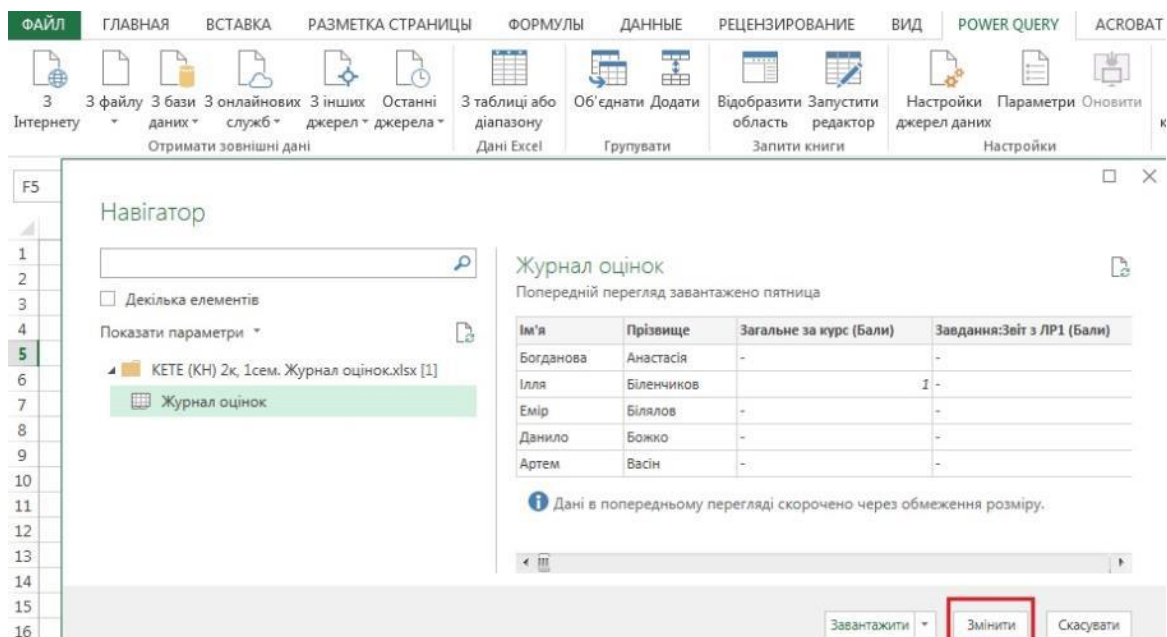 ФАЙЛ ГЛАВНАЯ ВСТАВКА РАЗМЕТКА СТРАНИЦЫ ФОРМУЛЫ ДАННЫЕ РЕЦЕНЗИРОВАНИЕ ВИД POWER QUERY ACROBAT
З Інтернету
З файлу
З бази даних
З онлайнових служб
З інших джерел
Останні джерела
З таблиці або діапазону
Об'єднати
Додати
Відобразити область
Запустити редактор
Настройки джерел даних
Параметри
Оновити
Отримати зовнішні дані Дані Excel Групувати Запити книги Настройки
F5
Навігатор
Декілька елементів
Показати параметри
КЕТЕ (КН) 2к, 1сем. Журнал оцінок.xlsx [1]
Журнал оцінок
Журнал оцінок
Попередній перегляд завантажено пятница
Ім'я Прізвище Загальне за курс (Бали) Завдання:Звіт з ЛР1 (Бали)
Богданова Анастасія - -
Ілля Біленчиков 1 -
Емір Білялов - -
Данило Божко - -
Артем Васін - -
Дані в попередньому перегляді скорочено через обмеження розміру.
1
2
3
4
5
6
7
8
9
10
11
12
13
14
15
16
Завантажити Змінити Скасувати